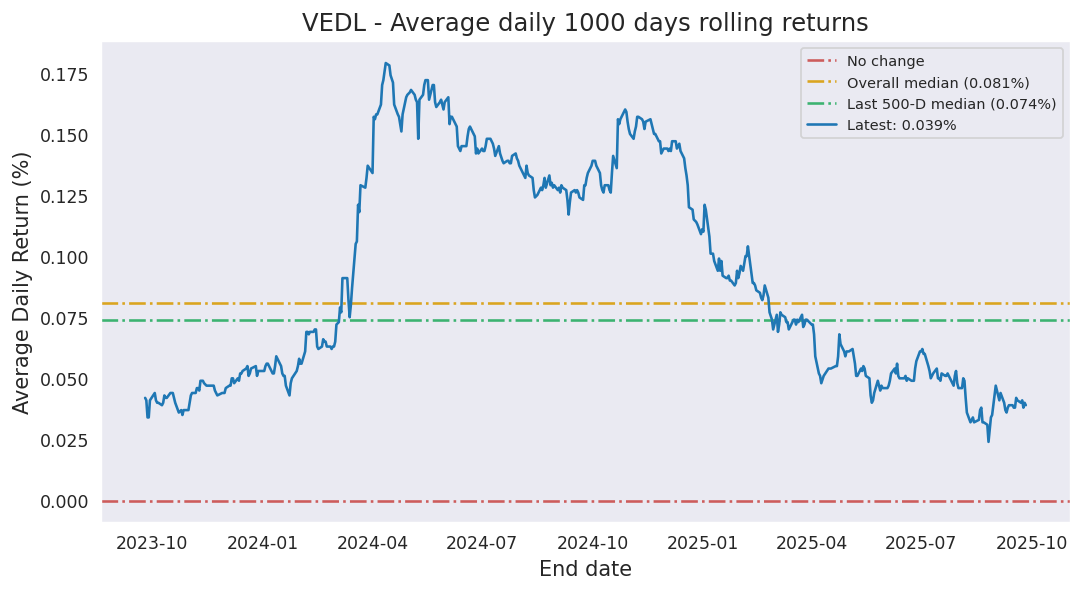 VEDL - Average daily 1000 days rolling returns
No change
Overall median (0.081%)
Last 500-D median (0.074%)
Latest: 0.039%
Average Daily Return (%)
0.175
0.150
0.125
0.100
0.075
0.050
0.025
0.000
2023-10 2024-01 2024-04 2024-07 2024-10 2025-01 2025-04 2025-07 2025-10
End date